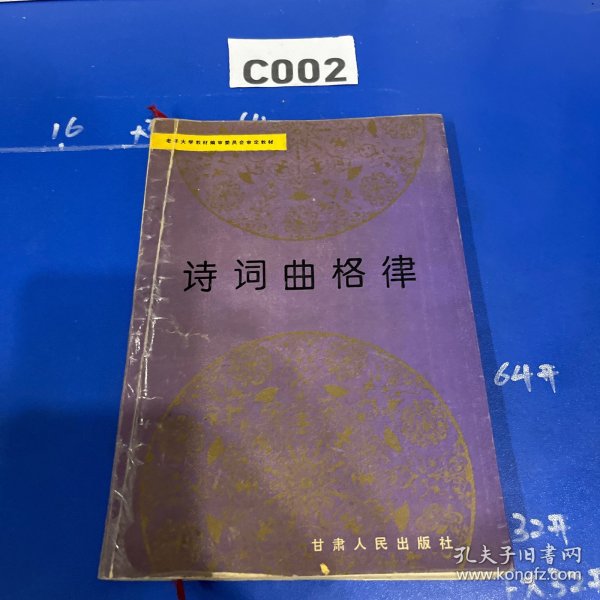 C002
16
老年大学教材编审委员会审定教材
诗词曲格律
64开
32开
甘肃人民出版社
孔夫子旧书网
www.kongfz.com